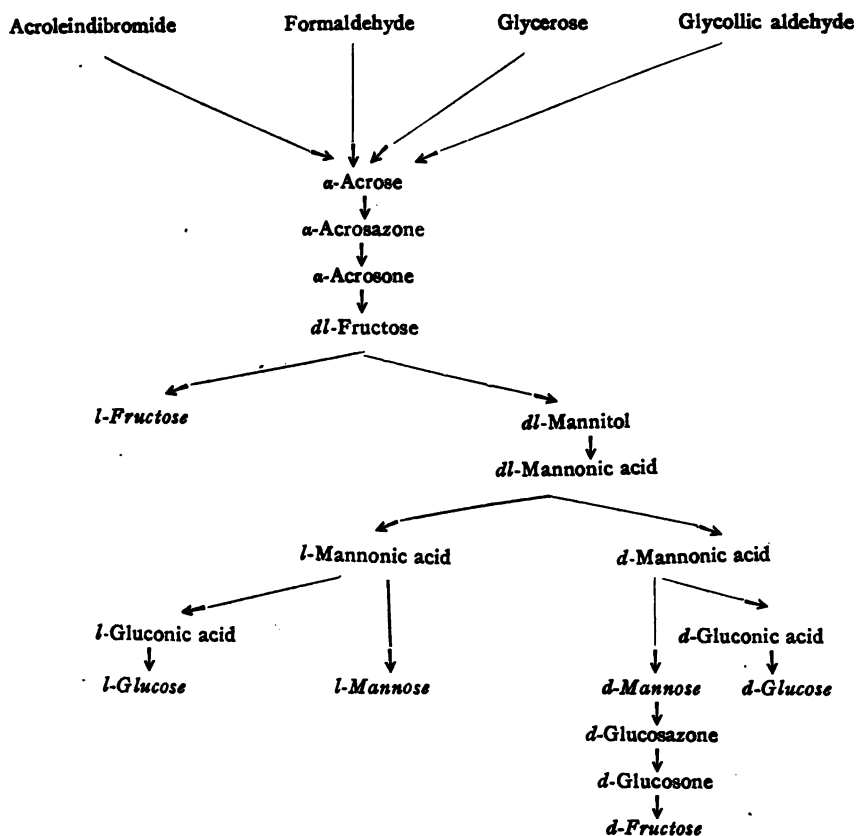 Acroleindibromide Formaldehyde Glycerose Glycollic aldehyde
α-Acrose
α-Acrosazone
α-Acrosone
dl-Fructose
l-Fructose dl-Mannitol
dl-Mannonic acid
l-Mannonic acid d-Mannonic acid
l-Gluconic acid d-Gluconic acid
l-Glucose l-Mannose d-Mannose d-Glucose
d-Glucosazone
d-Glucosone
d-Fructose